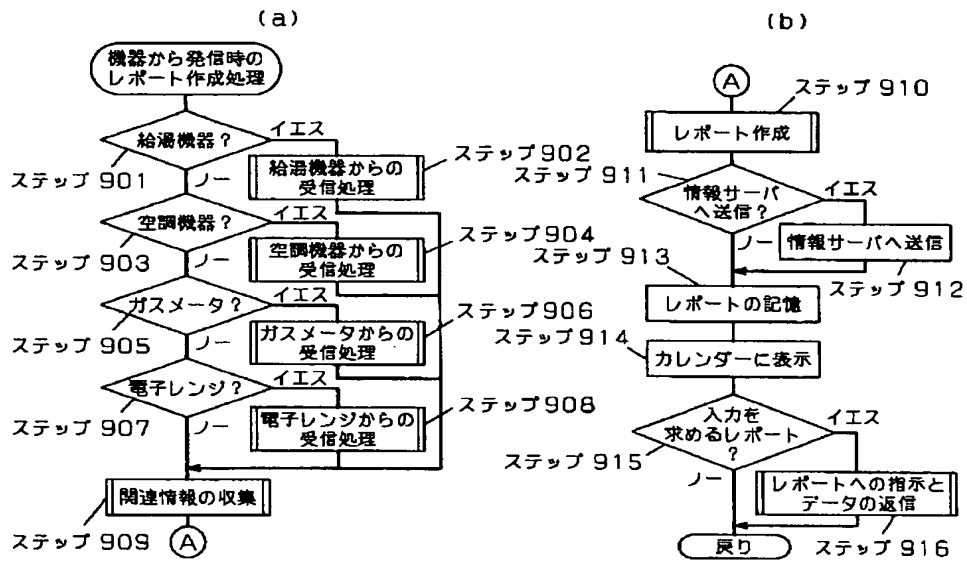 (a)
機器から発信時の
レポート作成処理
給湯機器？
イエス
ステップ 901
ノー
給湯機器からの
受信処理
ステップ 902
空調機器？
イエス
ステップ 903
ノー
空調機器からの
受信処理
ステップ 904
ガスメータ？
イエス
ステップ 905
ノー
ガスメータからの
受信処理
ステップ 906
電子レンジ？
イエス
ステップ 907
ノー
電子レンジからの
受信処理
ステップ 908
関連情報の収集
ステップ 909
A
(b)
A
ステップ 910
レポート作成
ステップ
911
情報サーバ
へ送信？
イエス
ノー
情報サーバへ送信
ステップ 912
ステップ 913
レポートの記憶
ステップ 914
カレンダーに表示
入力を
求めるレポート
？
イエス
ステップ 915
ノー
レポートへの指示と
データの返信
ステップ 916
戻り